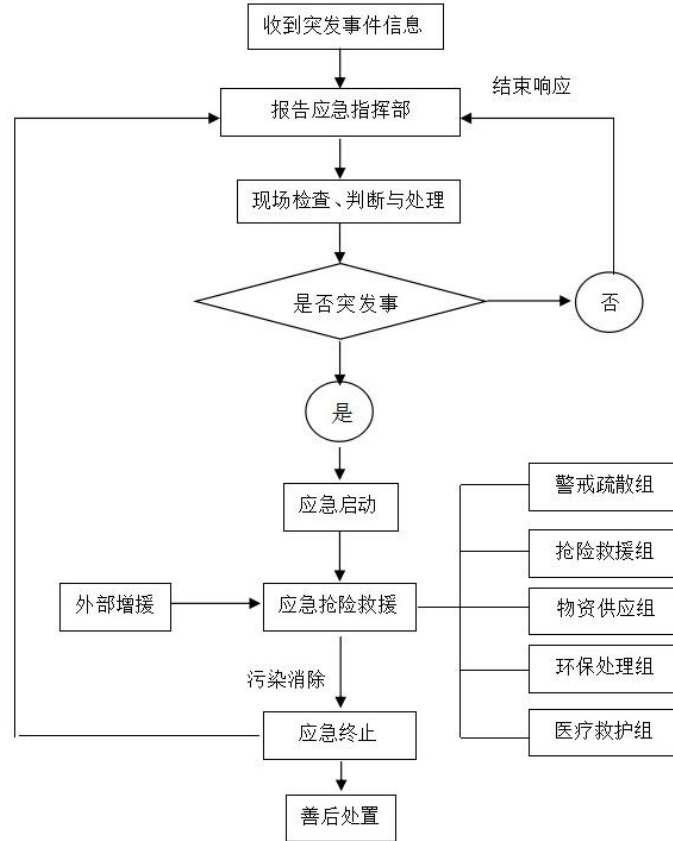 收到突发事件信息
结束响应
报告应急指挥部
现场检查、判断与处理
是否突发事
否
是
应急启动
警戒疏散组
抢险救援组
外部增援
应急抢险救援
物资供应组
污染消除
环保处理组
应急终止
医疗救护组
善后处置